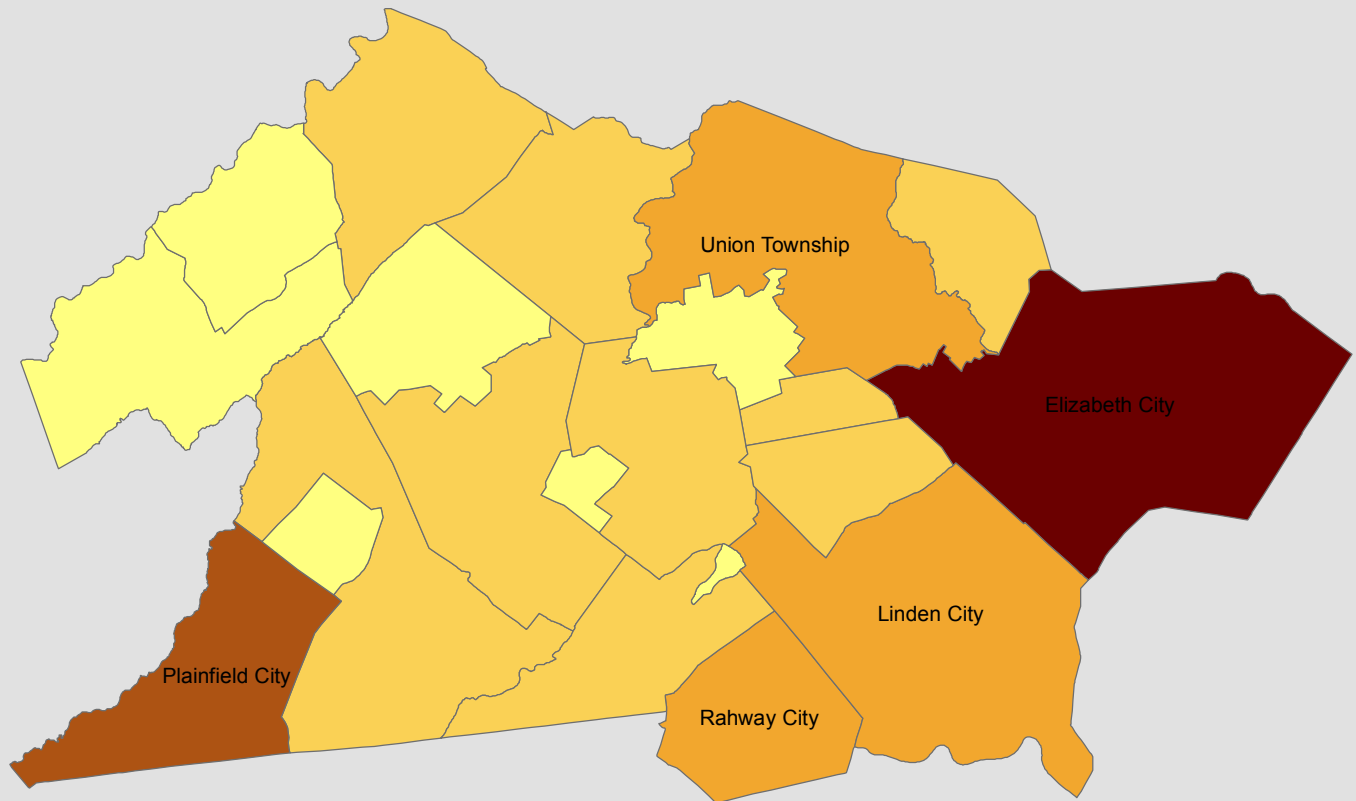 Union Township
Elizabeth City
Linden City
Plainfield City
Rahway City